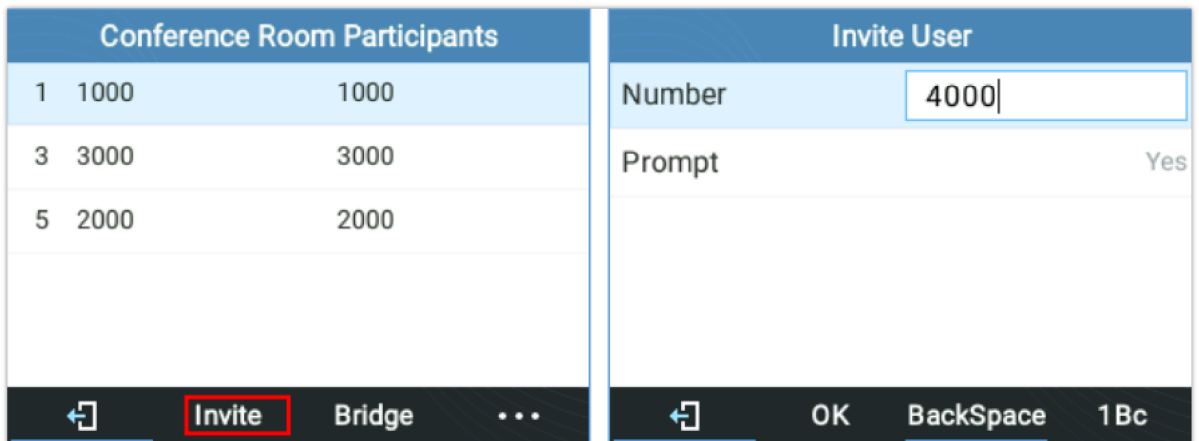 Conference Room Participants
1 1000 1000
3 3000 3000
5 2000 2000
Invite Bridge ...
Invite User
Number 4000
Prompt Yes
OK BackSpace 1Bc